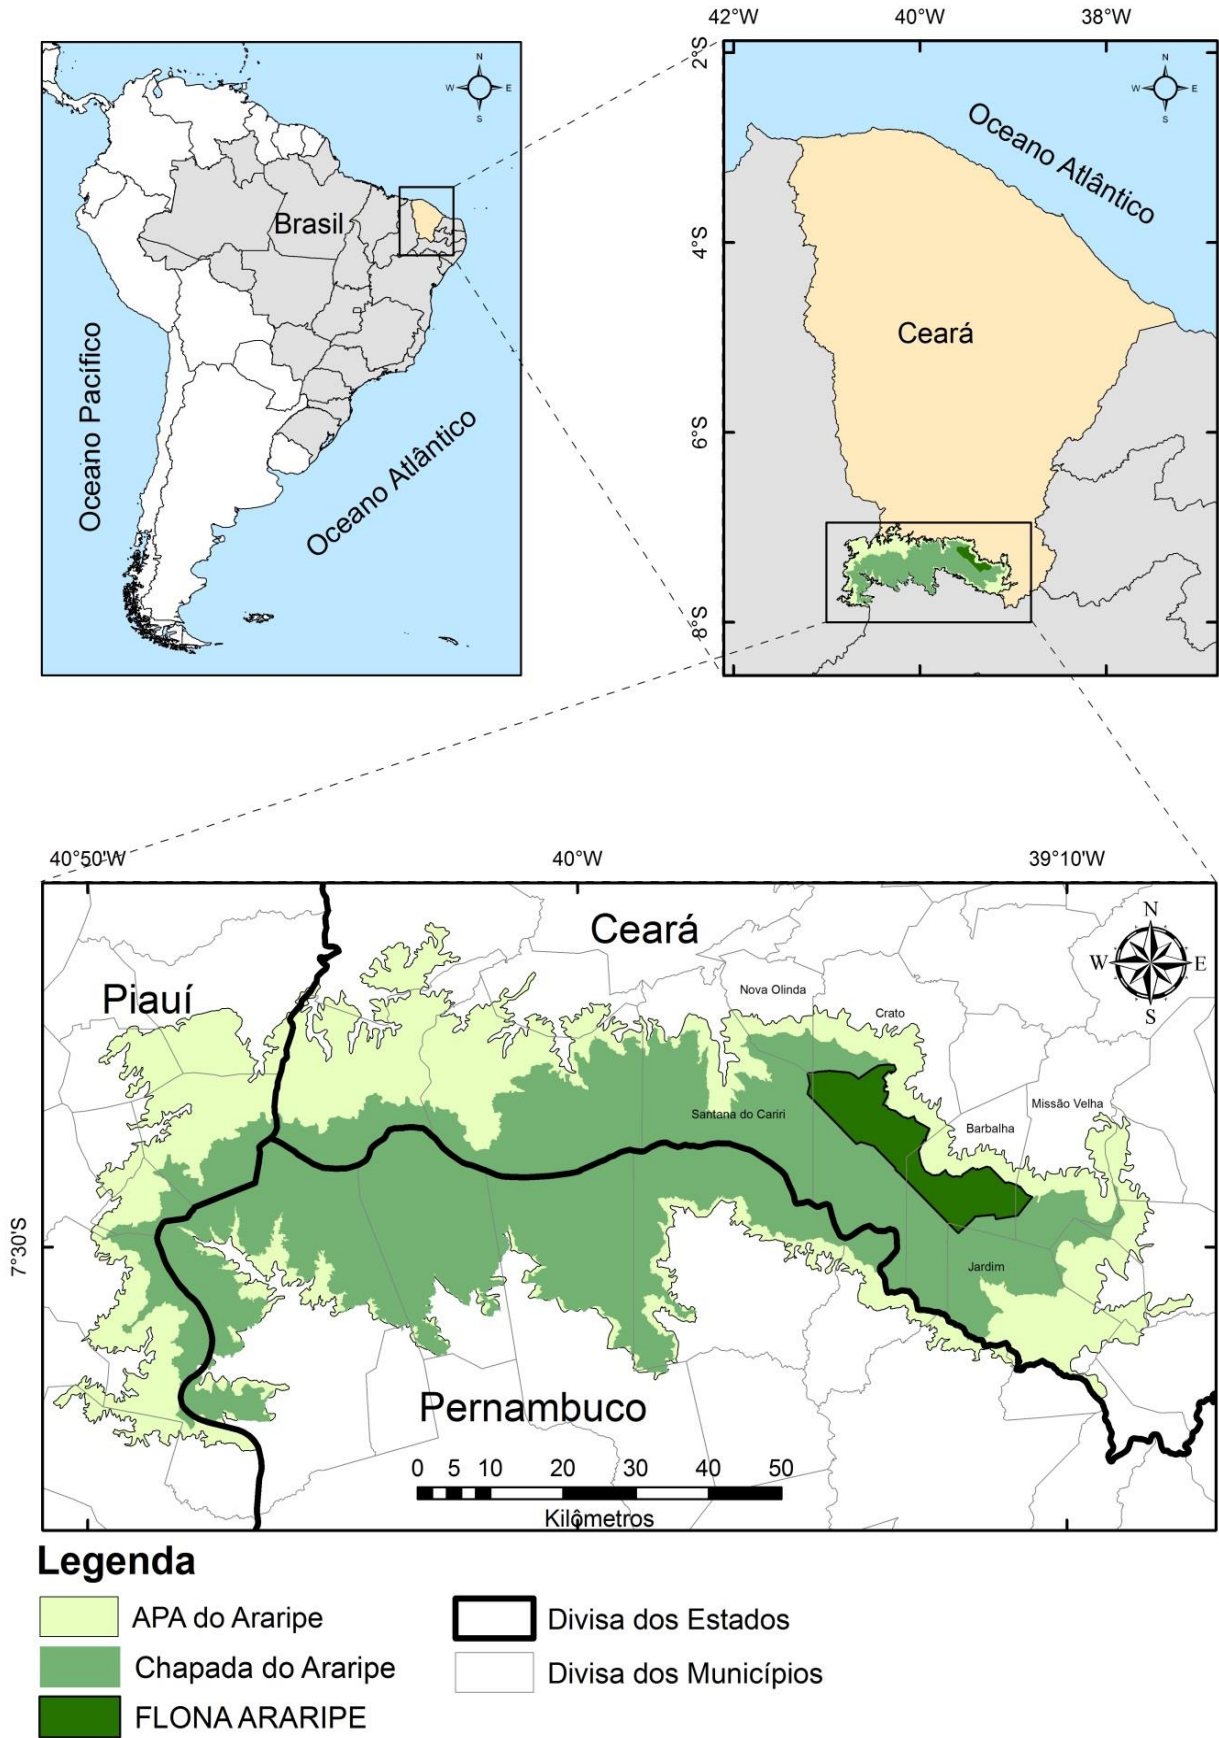 42°W
40°W
38°W
2°S
4°S
6°S
8°S
N
W
E
S
Brasil
Oceano Pacífico
Oceano Atlântico
N
W
E
S
Oceano Atlântico
Ceará
40°50'W
40°W
39°10'W
7°30'S
Ceará
Piauí
Nova Olinda
Crato
N
W
E
S
Missão Velha
Santana do Cariri
Barbalha
Jardim
Pernambuco
0 5 10 20 30 40 50
Kilômetros
Legenda
APA do Araripe
Divisa dos Estados
Chapada do Araripe
Divisa dos Municípios
FLONA ARARIPE